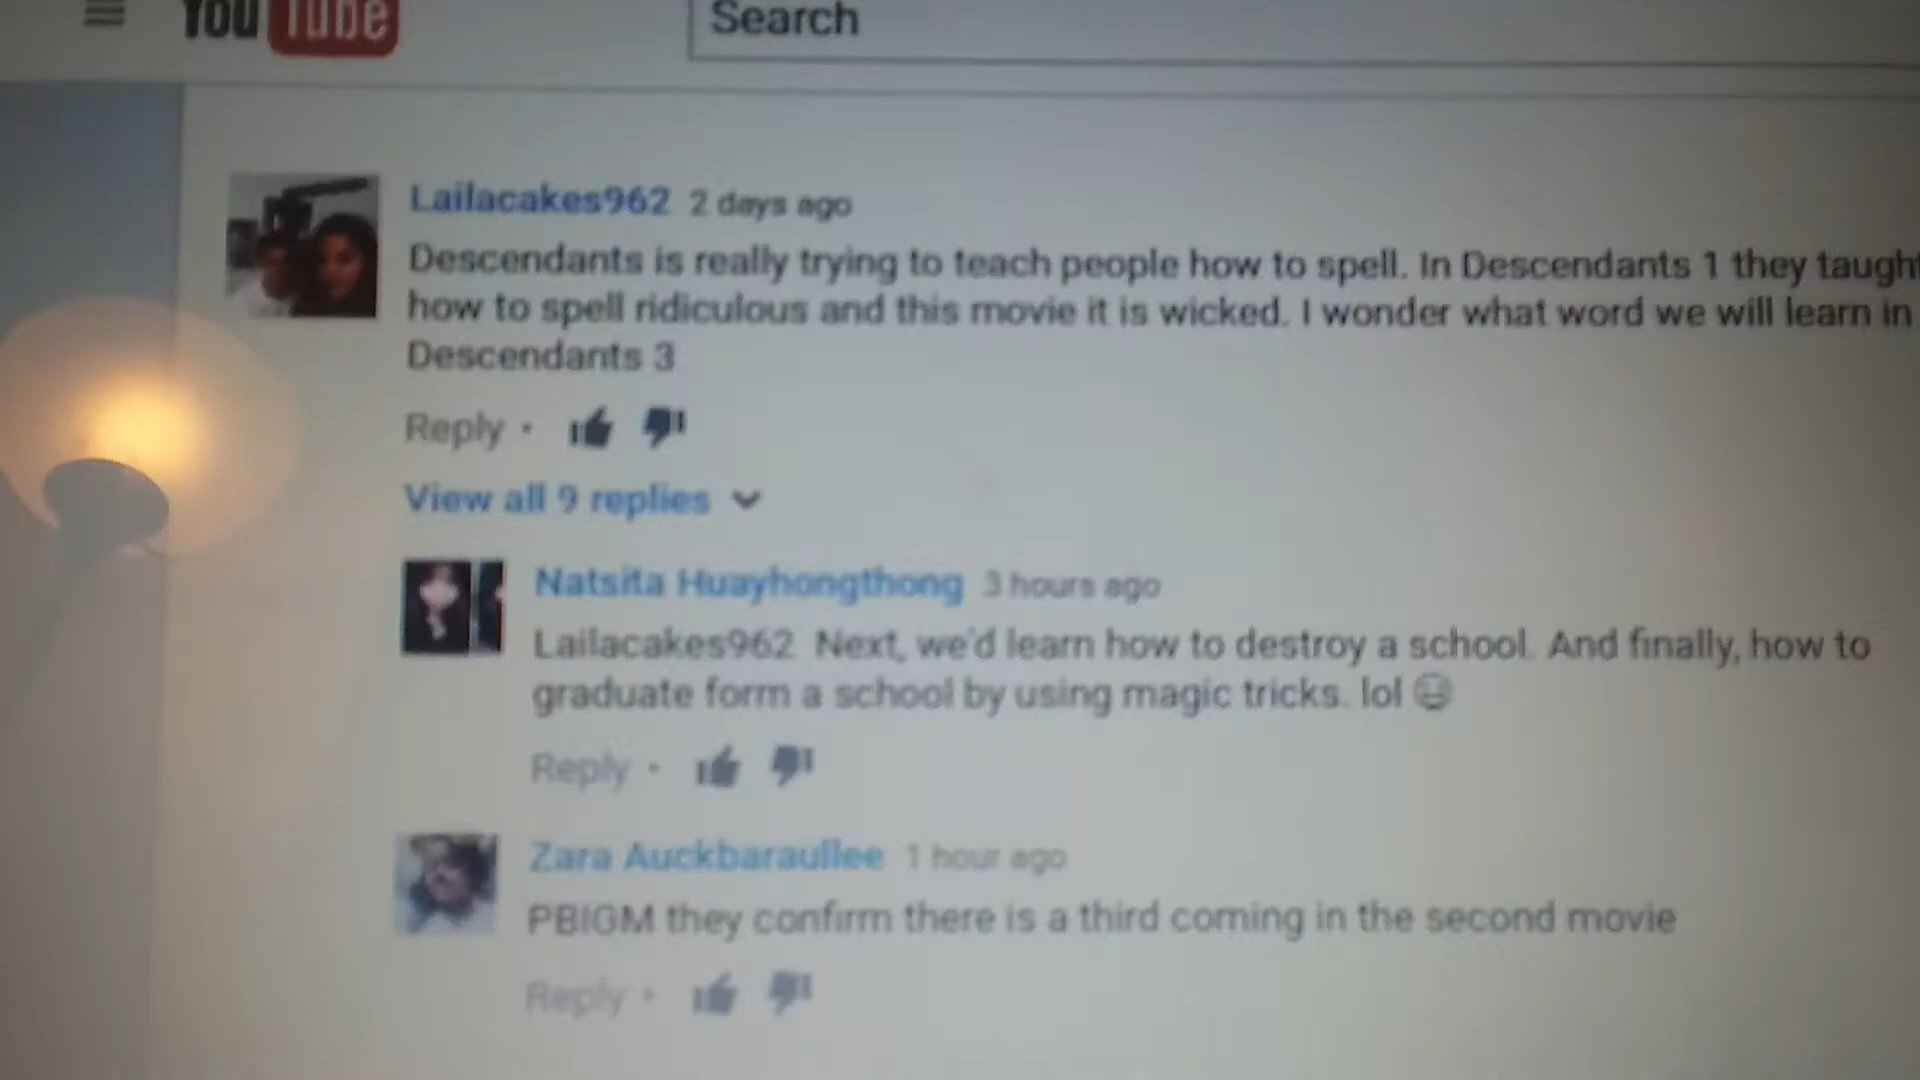 YouTube
Search
Lailacakes962 2 days ago
Descendants is really trying to teach people how to spell. In Descendants 1 they taught
how to spell ridiculous and this movie it is wicked. I wonder what word we will learn in
Descendants 3
Reply
View all 9 replies
Natsita Huayhongthong 3 hours ago
Lailacakes962 Next, we'd learn how to destroy a school. And finally, how to
graduate form a school by using magic tricks. lol
Reply
Zara Auckbaraullee 1 hour ago
PBIGM they confirm there is a third coming in the second movie
Reply